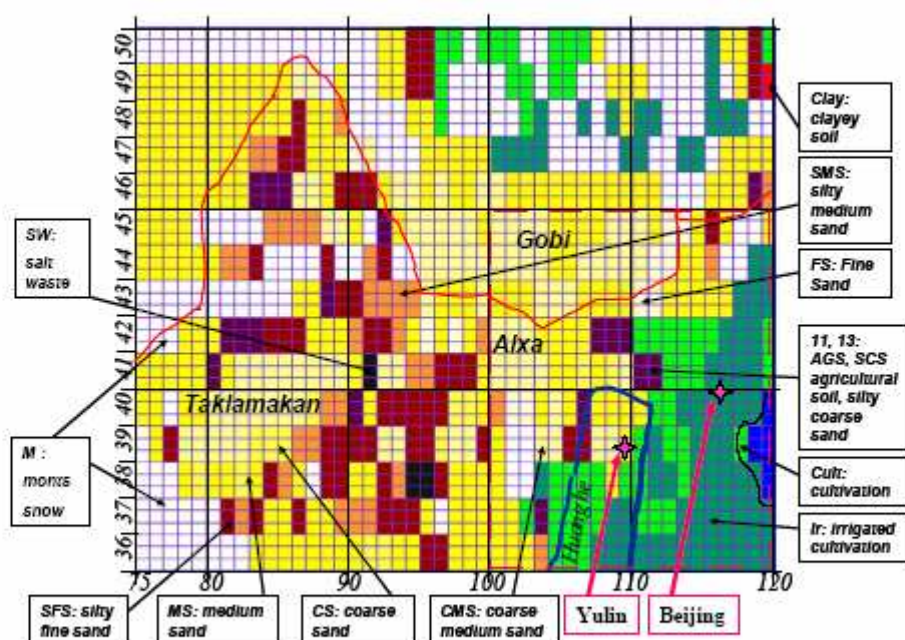 50
49
48
47
46
45
44
43
42
41
40
39
38
37
36
35
75
80
90
100
110
120
Gobi
Alxa
Taklamakan
Huanghe
SW:
salt
waste
M :
monts
snow
SFS: silty
fine sand
MS: medium
sand
CS: coarse
sand
CMS: coarse
medium sand
Yulin
Beijing
Clay:
clayey
soil
SMS:
silty
medium
sand
FS: Fine
Sand
11, 13:
AGS, SCS
agricultural
soil, silty
coarse
sand
Cult:
cultivation
Ir: irrigated
cultivation